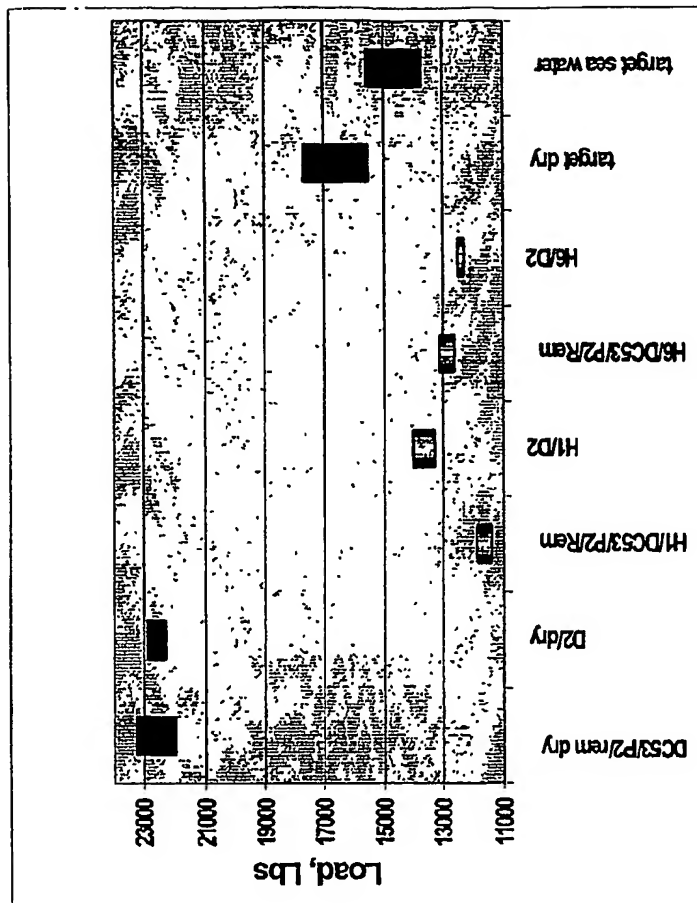 Load, Lbs
23000
21000
19000
17000
15000
13000
11000
DC53/P2/rem dry
D2/dry
H1/DC53/P2/Rem
H1/D2
H6/DC53/P2/Rem
H6/D2
target dry
target sea water